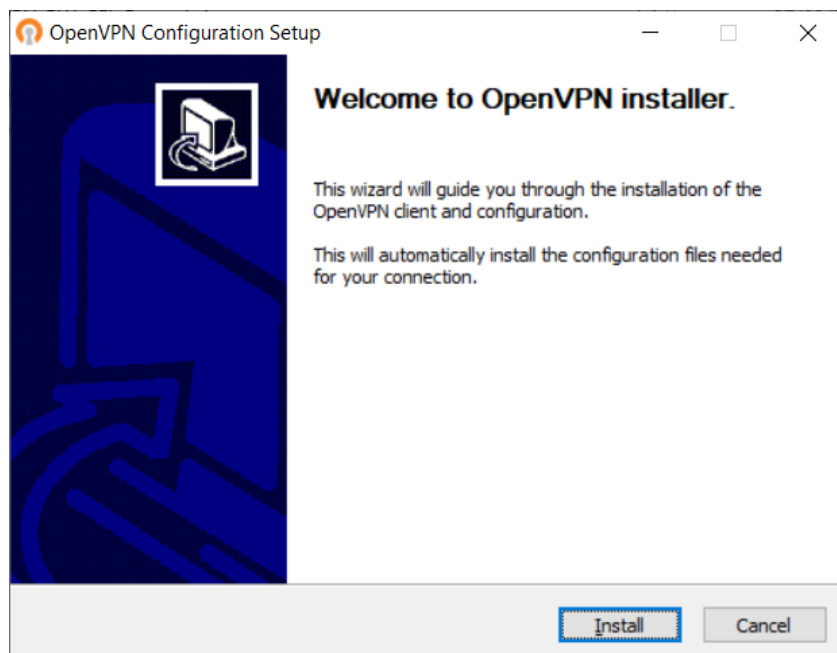 OpenVPN Configuration Setup
Welcome to OpenVPN installer.
This wizard will guide you through the installation of the
OpenVPN client and configuration.
This will automatically install the configuration files needed
for your connection.
Install
Cancel